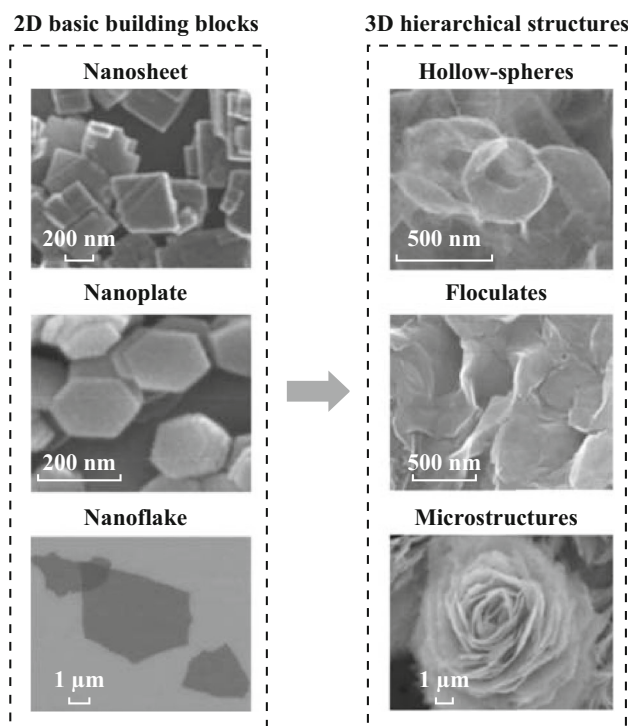 2D basic building blocks
Nanosheet
200 nm
Nanoplate
200 nm
Nanoflake
1 μm
3D hierarchical structures
Hollow-spheres
500 nm
Floculates
500 nm
Microstructures
1 μm